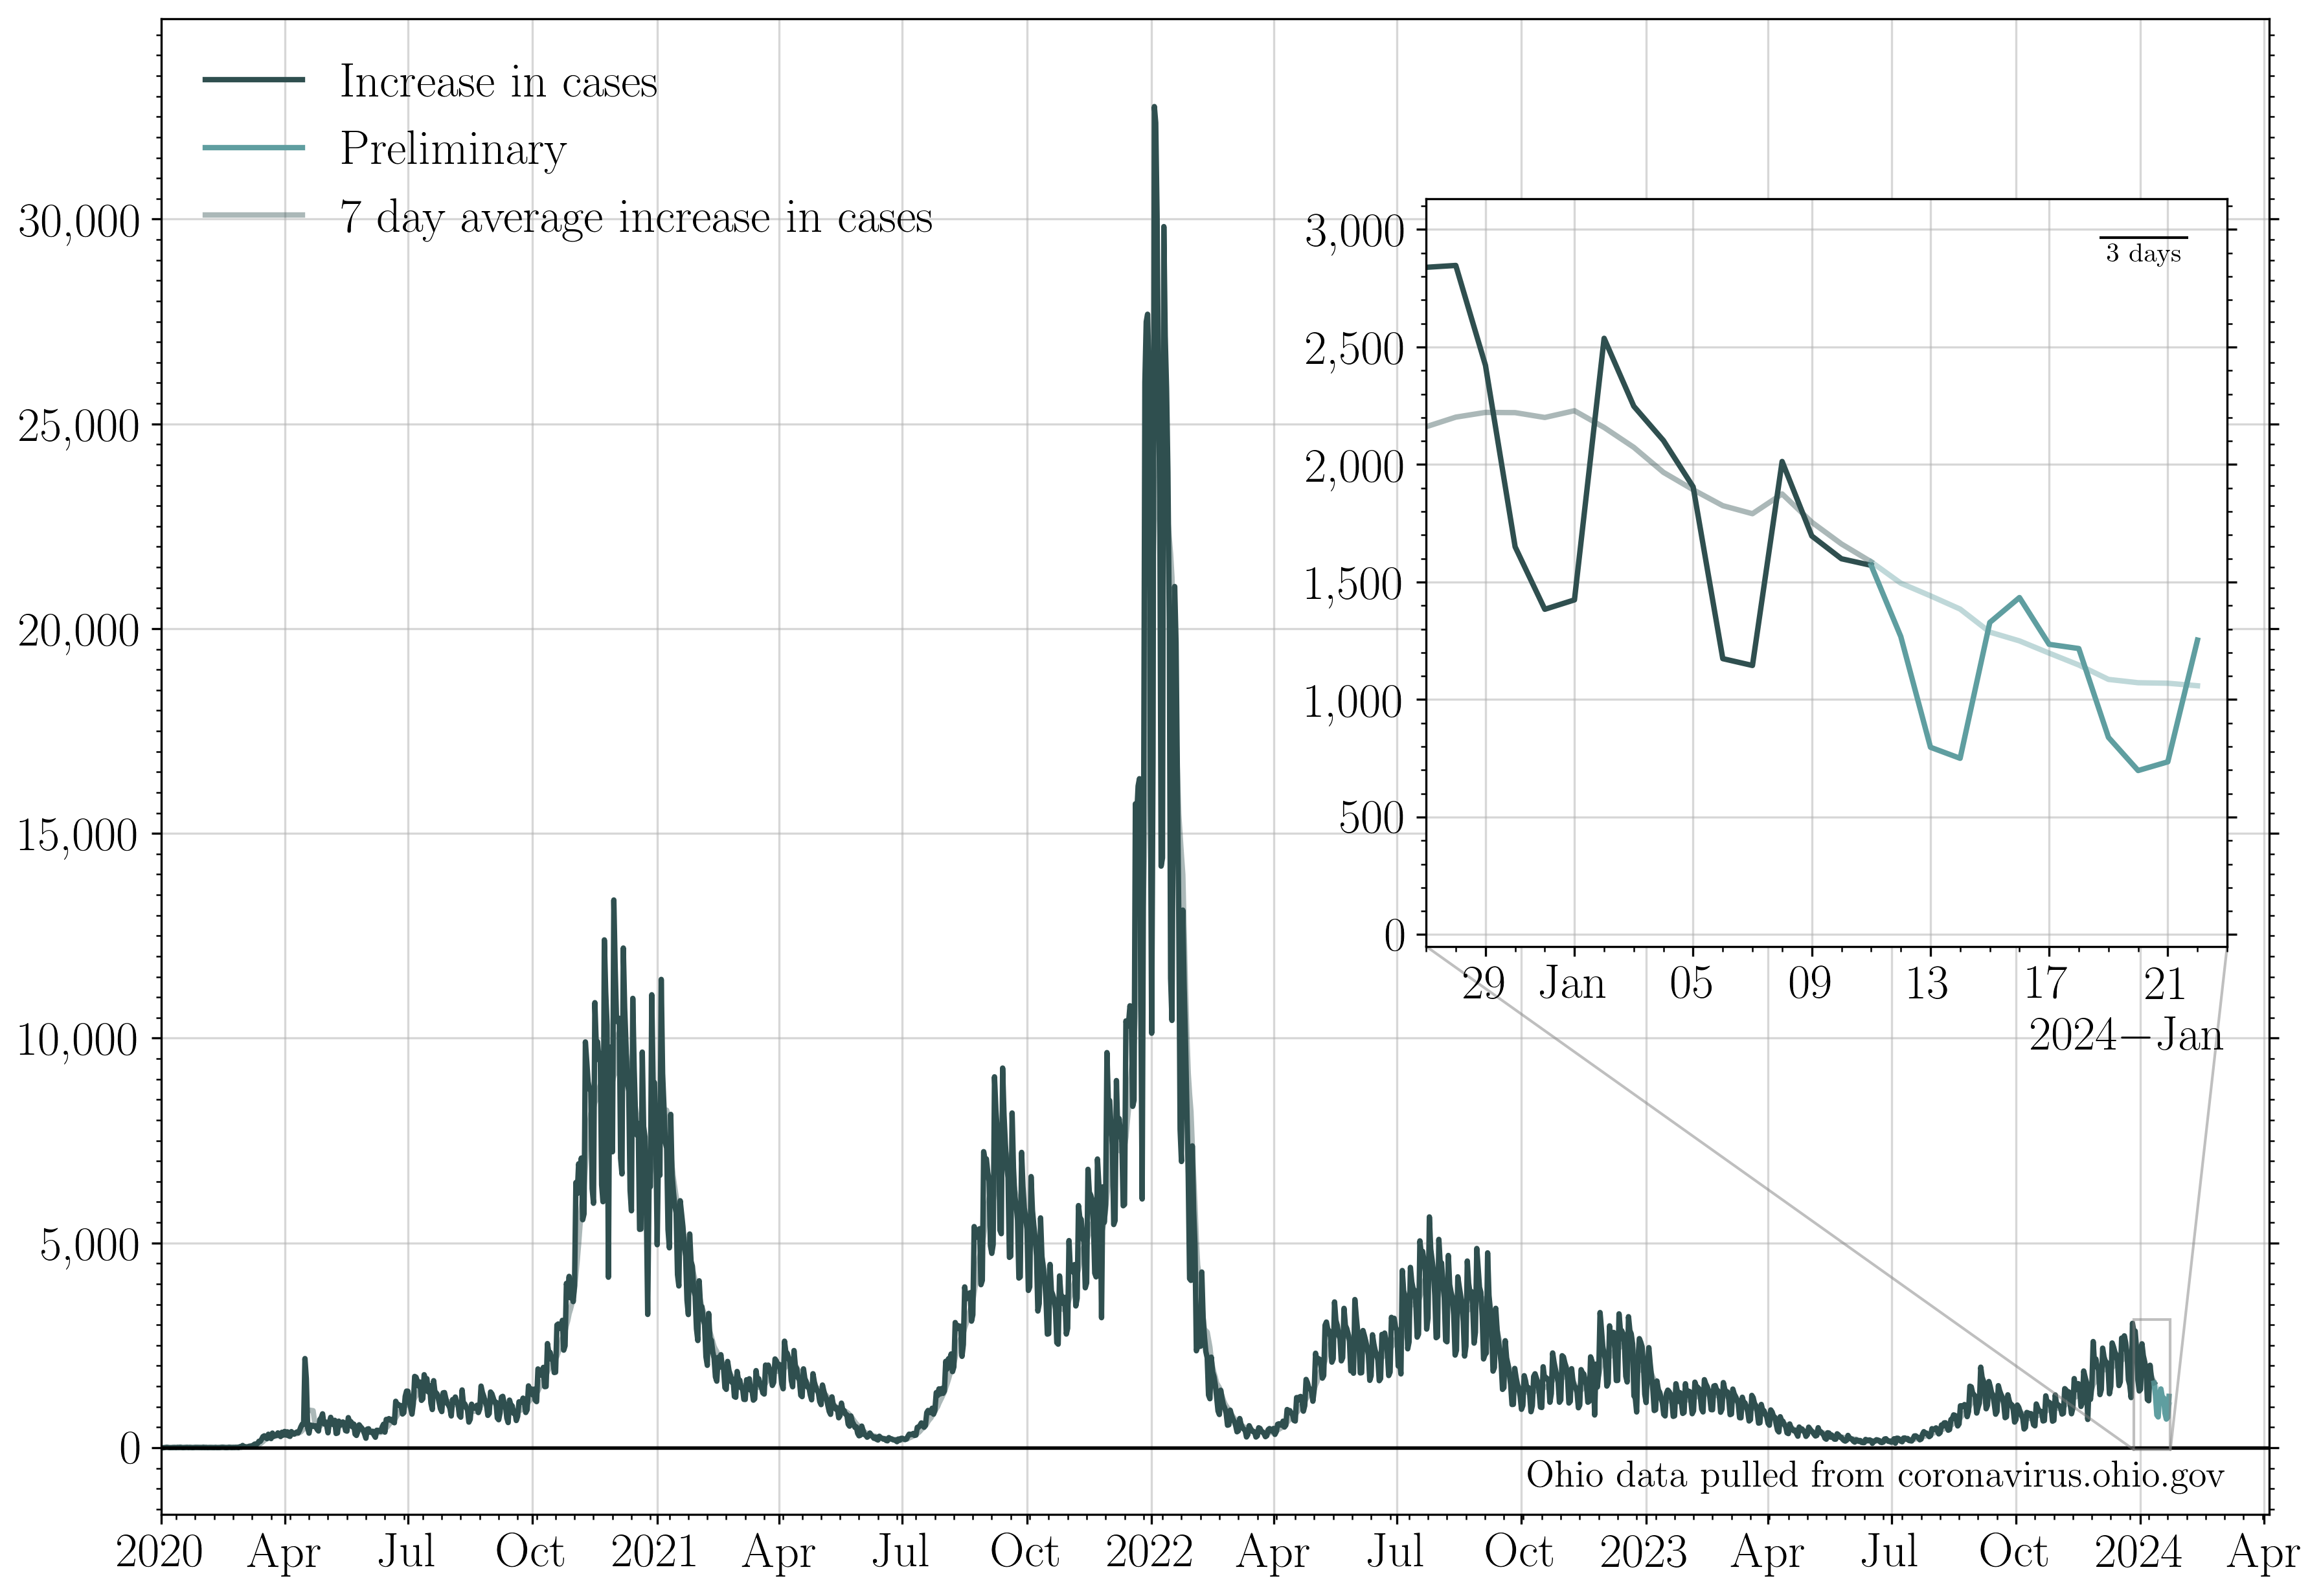 Increase in cases
Preliminary
7 day average increase in cases
30,000
25,000
20,000
15,000
10,000
5,000
0
3,000
2,500
2,000
1,500
1,000
500
0
3 days
29 Jan 05 09 13 17 21
2024–Jan
Ohio data pulled from coronavirus.ohio.gov
2020 Apr Jul Oct 2021 Apr Jul Oct 2022 Apr Jul Oct 2023 Apr Jul Oct 2024 Apr